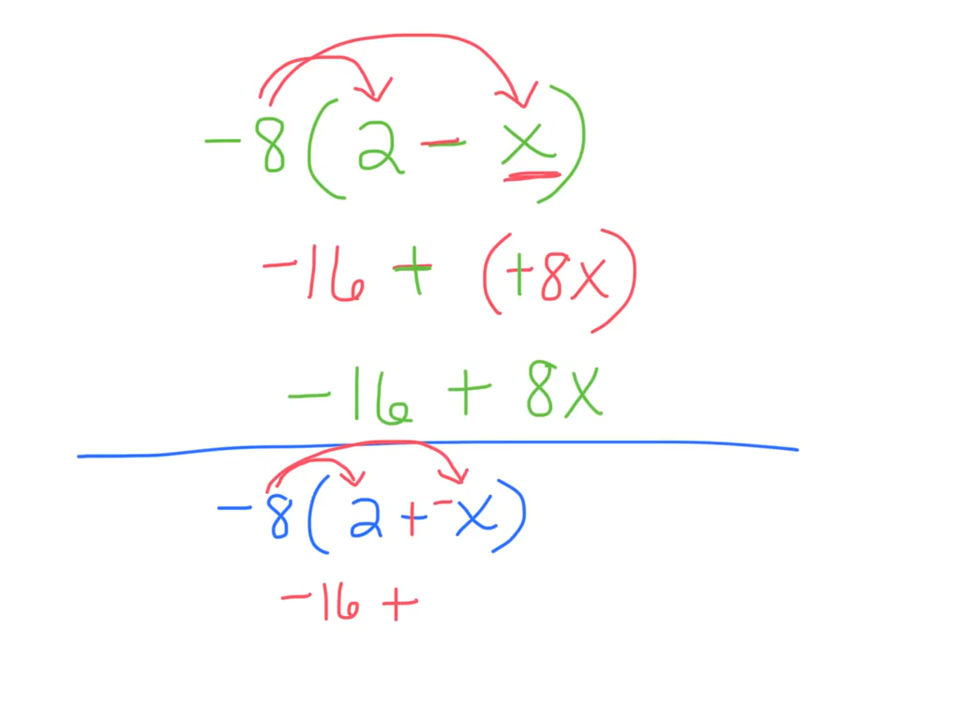 -8(2 - x)
-16 + (+8x)
-16 + 8x
-8(2 + -x)
-16 +